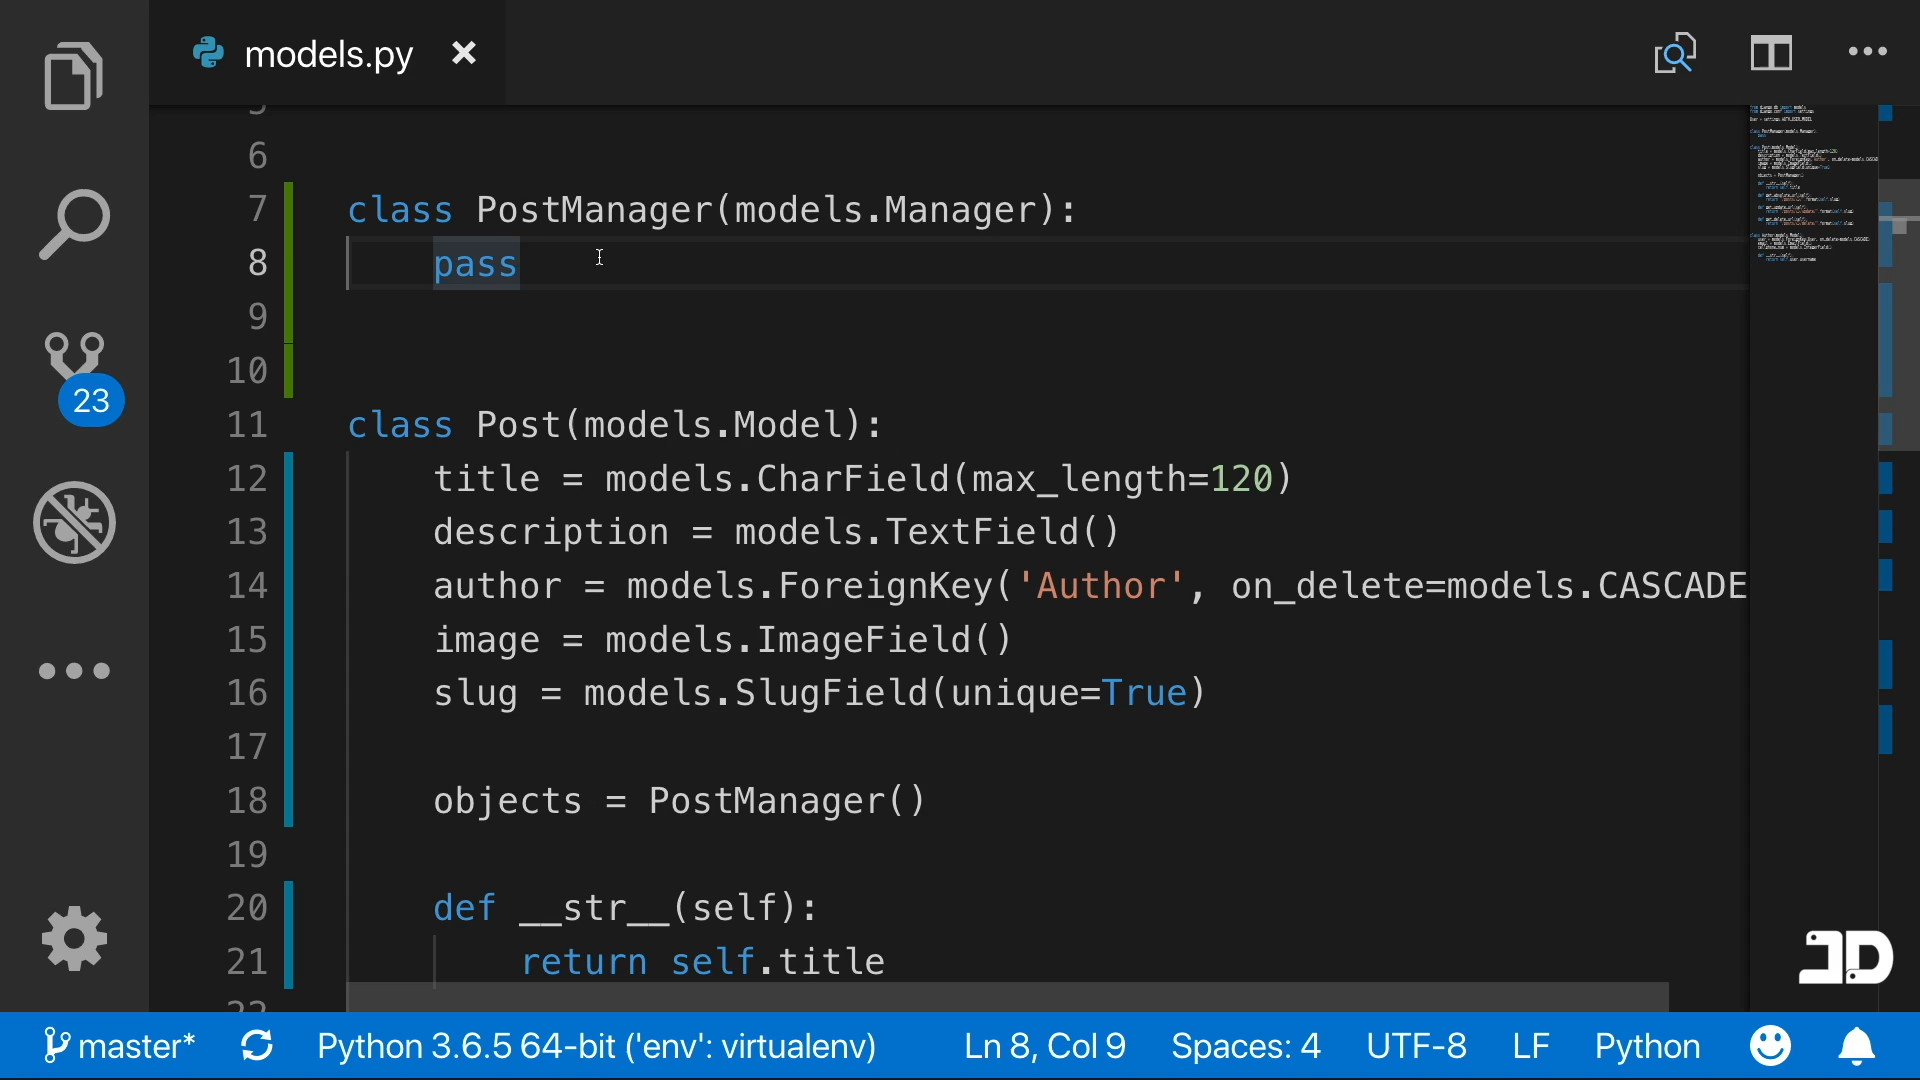 models.py
5
6
7 class PostManager(models.Manager):
8 pass
9
10
11 class Post(models.Model):
12 title = models.CharField(max_length=120)
13 description = models.TextField()
14 author = models.ForeignKey('Author', on_delete=models.CASCADE
15 image = models.ImageField()
16 slug = models.SlugField(unique=True)
17
18 objects = PostManager()
19
20 def __str__(self):
21 return self.title
22
23
JD
master* Python 3.6.5 64-bit ('env': virtualenv) Ln 8, Col 9 Spaces: 4 UTF-8 LF Python